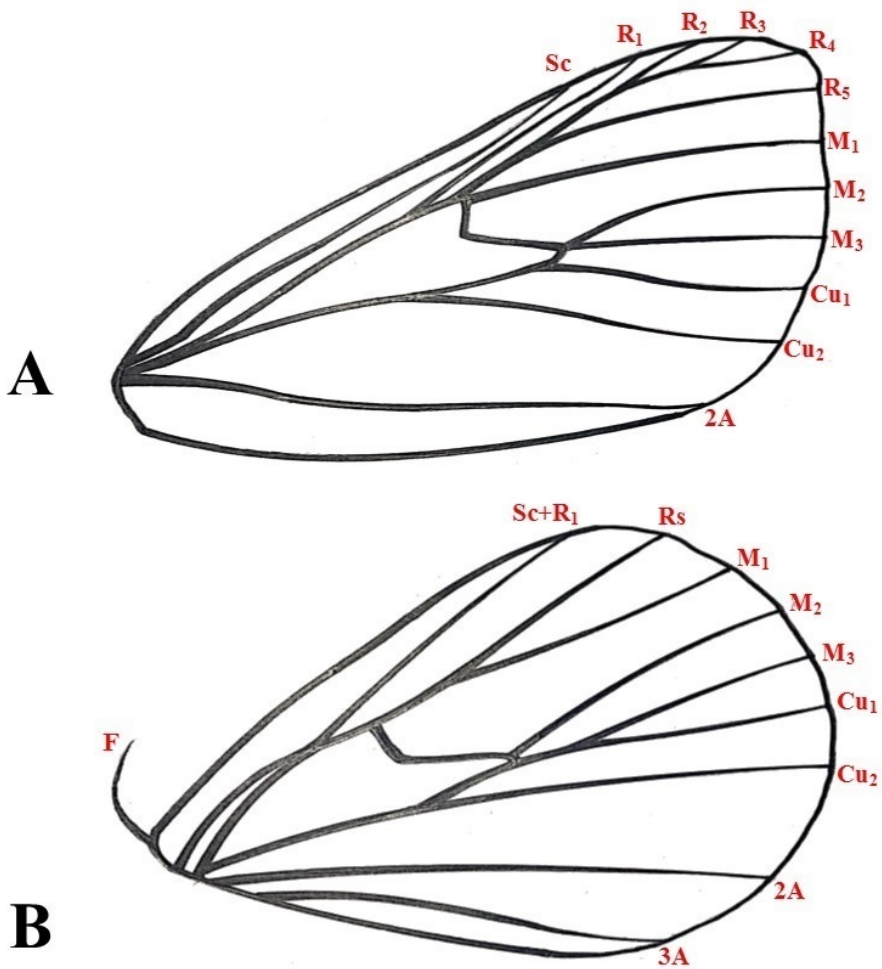 Sc
R₁
R₂
R₃
R₄
R₅
M₁
M₂
M₃
Cu₁
Cu₂
2A
A
Sc+R₁
Rs
M₁
M₂
M₃
Cu₁
Cu₂
2A
3A
F
B